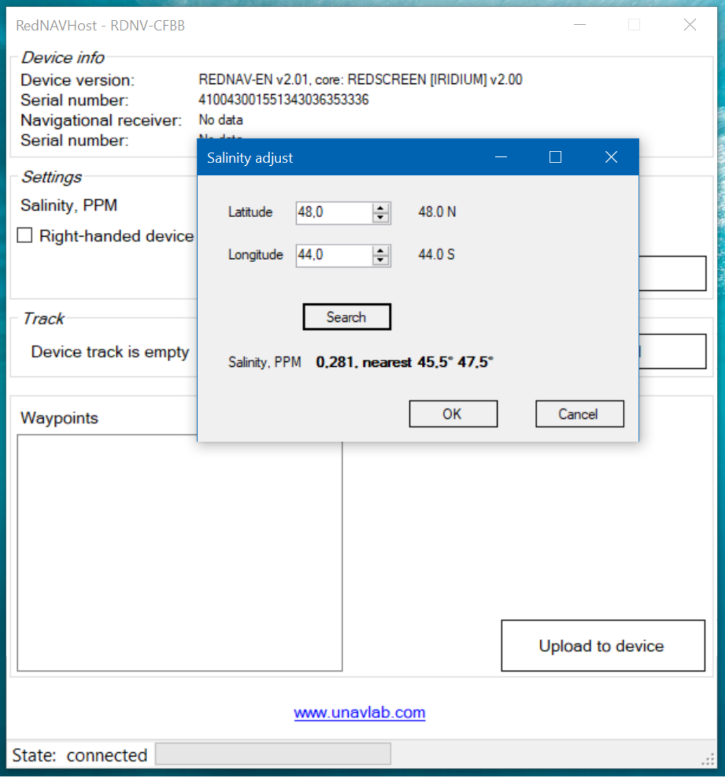 RedNAVHost - RDNV-CFBB
Device info
Device version: REDNAV-EN v2.01, core: REDSCREEN [IRIDIUM] v2.00
Serial number: 410043001551343036353336
Navigational receiver: No data
Serial number:
Salinity adjust
Settings
Salinity, PPM
Right-handed device
Latitude 48,0 48.0 N
Longitude 44,0 44.0 S
Search
Track
Device track is empty
Salinity, PPM 0,281, nearest 45,5° 47,5°
OK Cancel
Waypoints
Upload to device
www.unavlab.com
State: connected